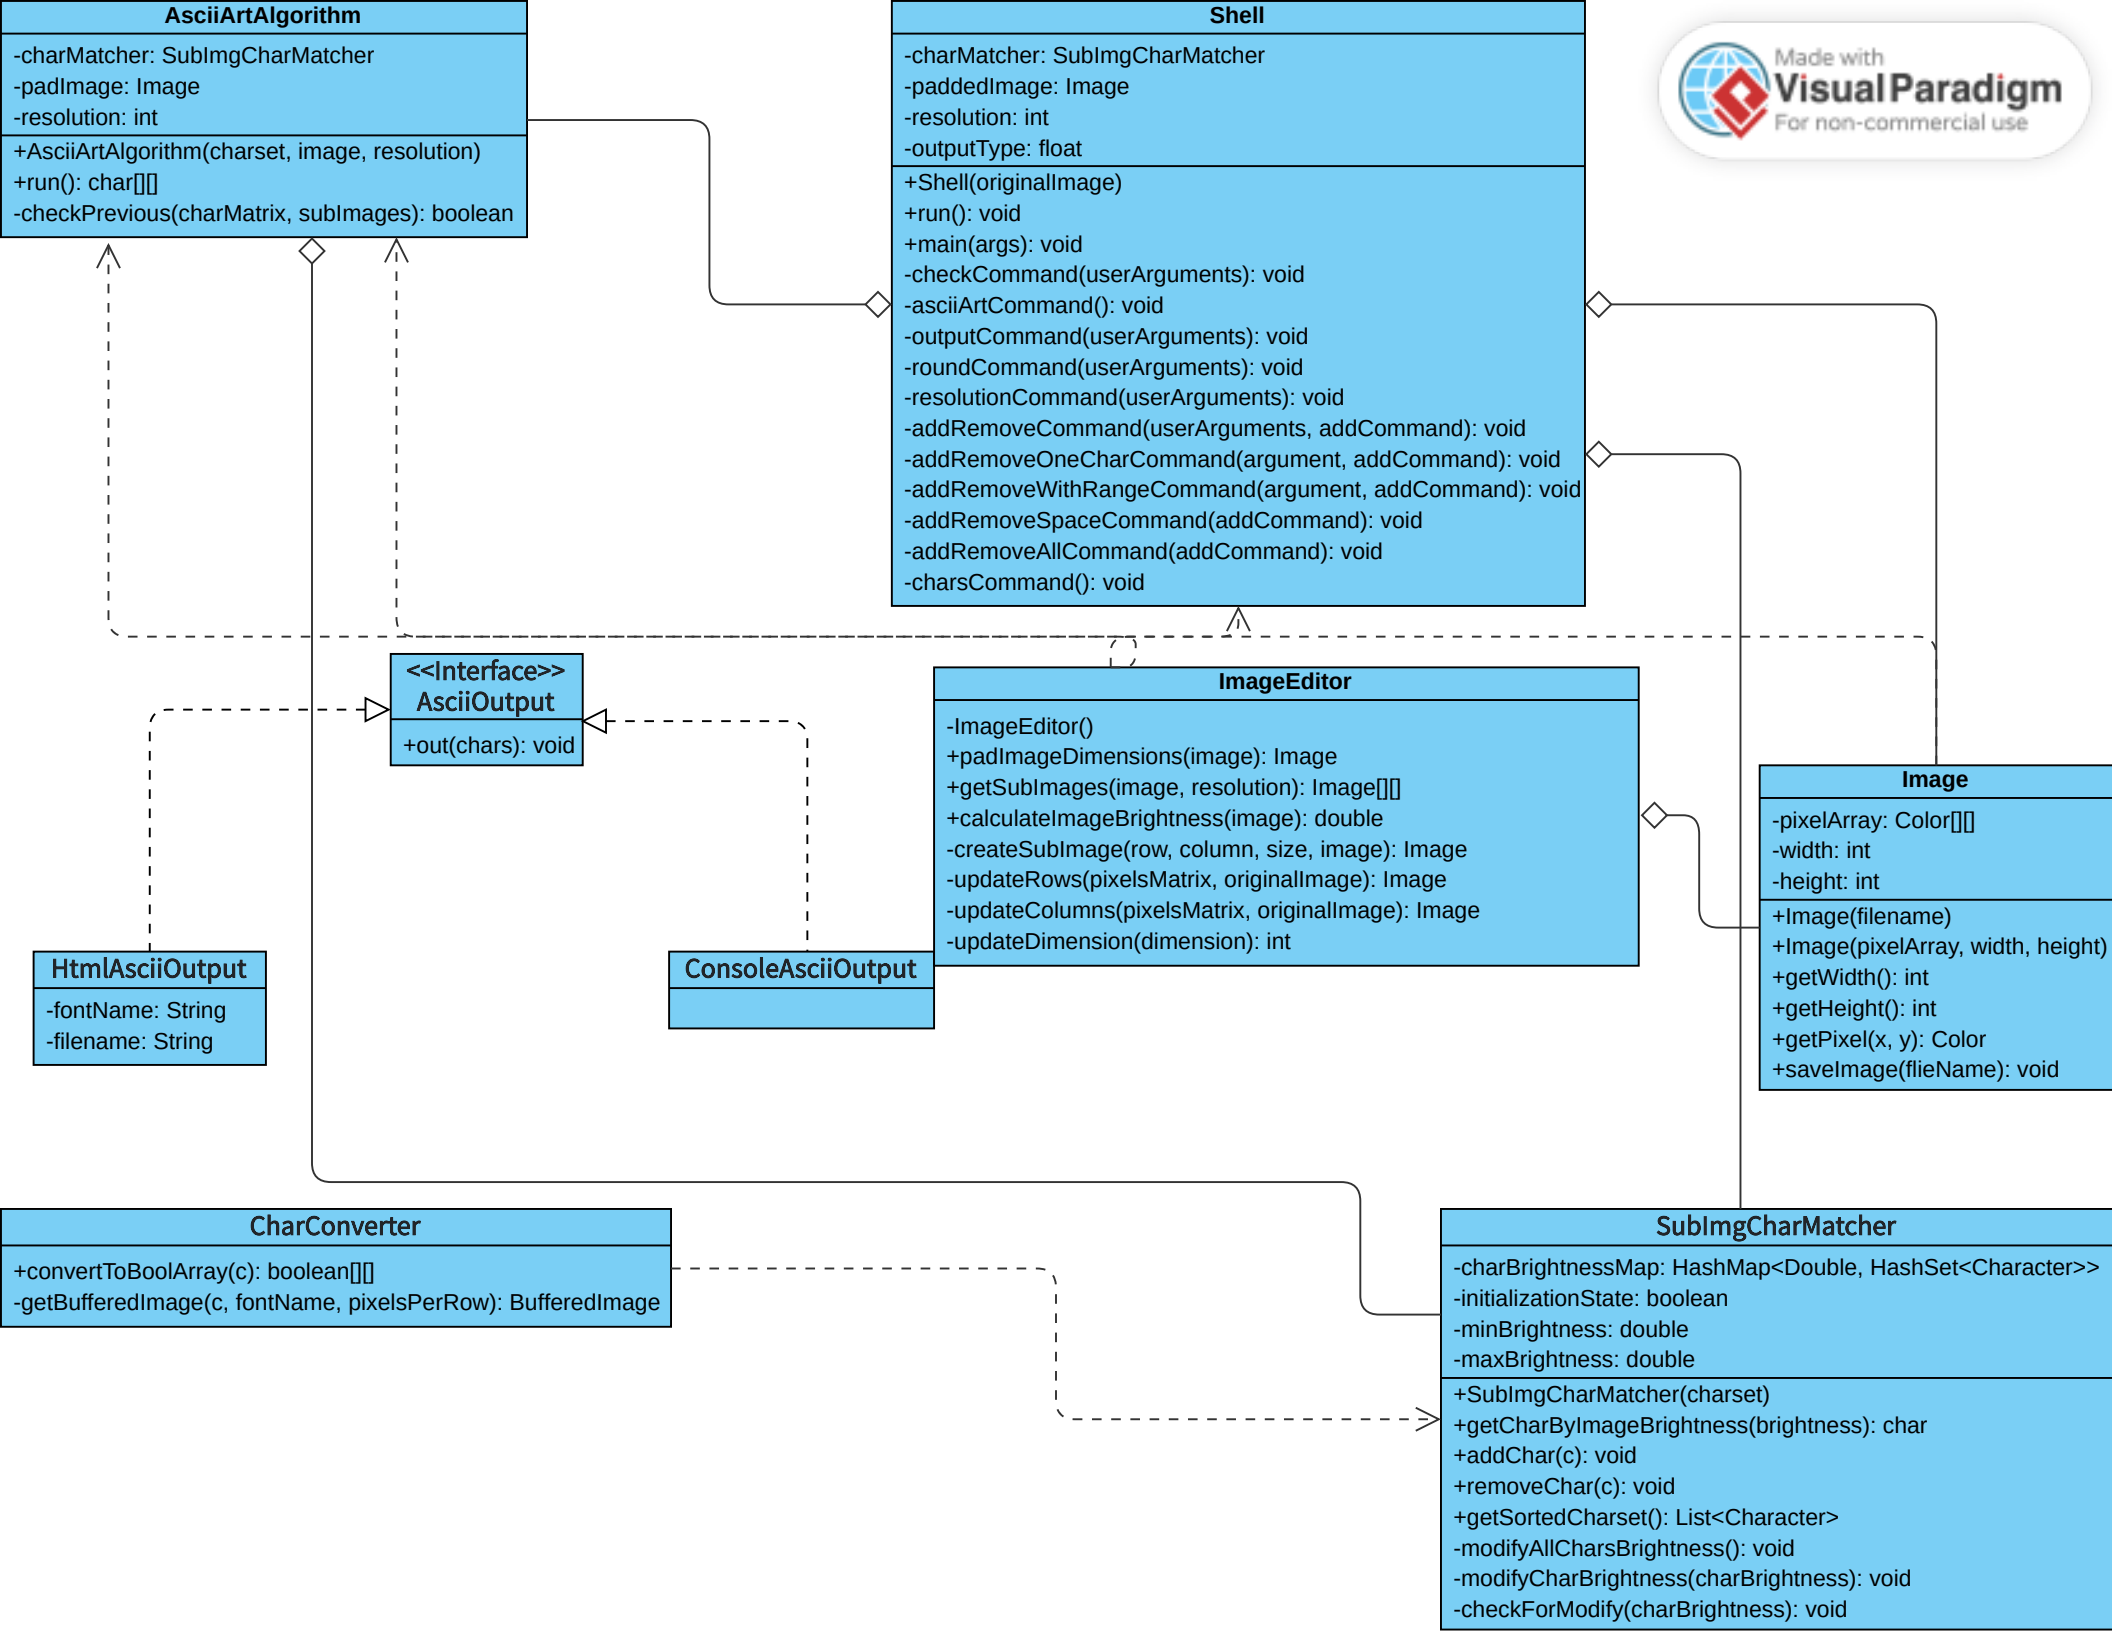 AsciiArtAlgorithm
-charMatcher: SubImgCharMatcher
-padImage: Image
-resolution: int
+AsciiArtAlgorithm(charset, image, resolution)
+run(): char[][]
-checkPrevious(charMatrix, subImages): boolean
Shell
-charMatcher: SubImgCharMatcher
-paddedImage: Image
-resolution: int
-outputType: float
+Shell(originalImage)
+run(): void
+main(args): void
-checkCommand(userArguments): void
-asciiArtCommand(): void
-outputCommand(userArguments): void
-roundCommand(userArguments): void
-resolutionCommand(userArguments): void
-addRemoveCommand(userArguments, addCommand): void
-addRemoveOneCharCommand(argument, addCommand): void
-addRemoveWithRangeCommand(argument, addCommand): void
-addRemoveSpaceCommand(addCommand): void
-addRemoveAllCommand(addCommand): void
-charsCommand(): void
Made with
Visual Paradigm
For non-commercial use
<<Interface>>
AsciiOutput
+out(chars): void
ImageEditor
-ImageEditor()
+padImageDimensions(image): Image
+getSubImages(image, resolution): Image[][]
+calculateImageBrightness(image): double
-createSubImage(row, column, size, image): Image
-updateRows(pixelsMatrix, originalImage): Image
-updateColumns(pixelsMatrix, originalImage): Image
-updateDimension(dimension): int
Image
-pixelArray: Color[][]
-width: int
-height: int
+Image(filename)
+Image(pixelArray, width, height)
+getWidth(): int
+getHeight(): int
+getPixel(x, y): Color
+saveImage(flieName): void
HtmlAsciiOutput
-fontName: String
-filename: String
ConsoleAsciiOutput
CharConverter
+convertToBoolArray(c): boolean[][]
-getBufferedImage(c, fontName, pixelsPerRow): BufferedImage
SubImgCharMatcher
-charBrightnessMap: HashMap<Double, HashSet<Character>>
-initializationState: boolean
-minBrightness: double
-maxBrightness: double
+SubImgCharMatcher(charset)
+getCharByImageBrightness(brightness): char
+addChar(c): void
+removeChar(c): void
+getSortedCharset(): List<Character>
-modifyAllCharsBrightness(): void
-modifyCharBrightness(charBrightness): void
-checkForModify(charBrightness): void